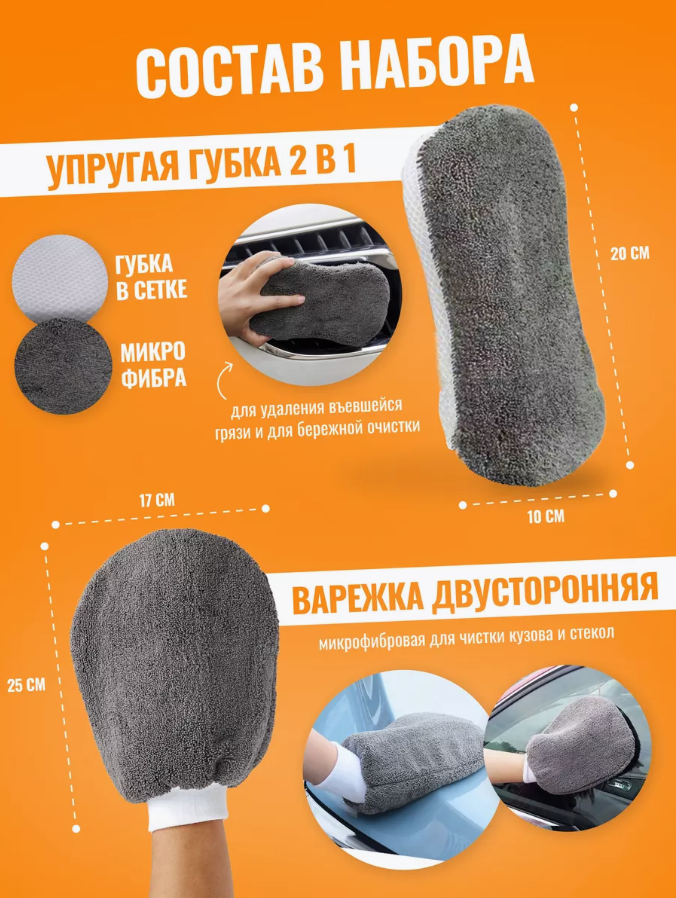 СОСТАВ НАБОРА
УПРУГАЯ ГУБКА 2 В 1
ГУБКА
В СЕТКЕ
МИКРО
ФИБРА
для удаления въевшейся
грязи и для бережной очистки
20 СМ
10 СМ
17 СМ
25 СМ
ВАРЕЖКА ДВУСТОРОННЯЯ
микрофибровая для чистки кузова и стекол